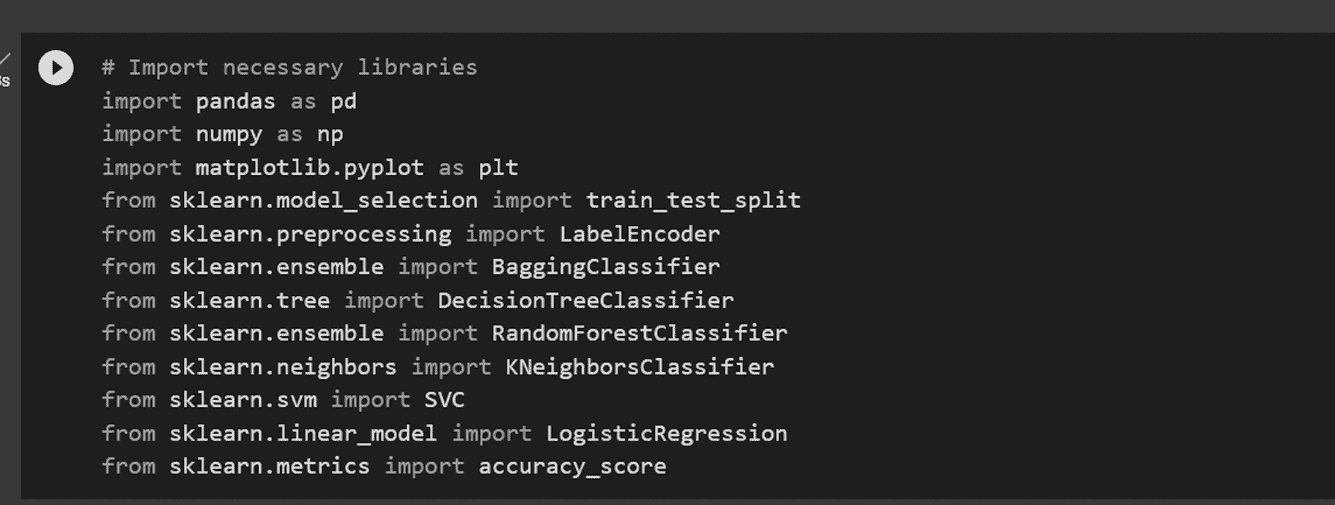 # Import necessary libraries
import pandas as pd
import numpy as np
import matplotlib.pyplot as plt
from sklearn.model_selection import train_test_split
from sklearn.preprocessing import LabelEncoder
from sklearn.ensemble import BaggingClassifier
from sklearn.tree import DecisionTreeClassifier
from sklearn.ensemble import RandomForestClassifier
from sklearn.neighbors import KNeighborsClassifier
from sklearn.svm import SVC
from sklearn.linear_model import LogisticRegression
from sklearn.metrics import accuracy_score